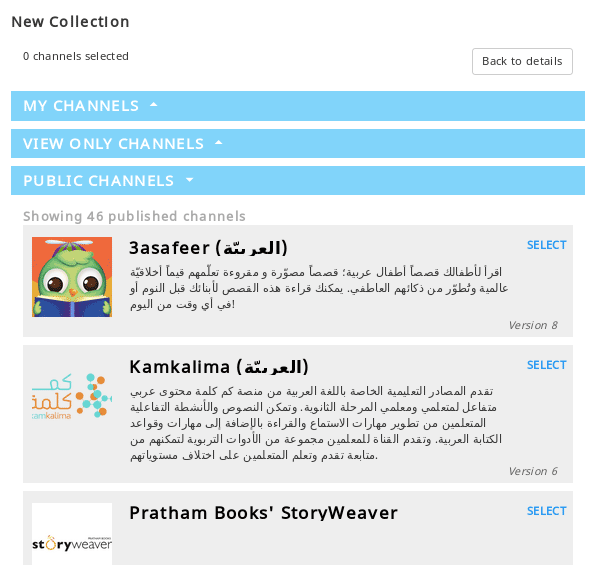 New Collection
0 channels selected
Back to details
MY CHANNELS
VIEW ONLY CHANNELS
PUBLIC CHANNELS
Showing 46 published channels
3asafeer (العربيّة)
SELECT
اقرأ لأطفالك قصصاً أطفال عربية؛ قصصاً مصوّرة و مقروءة تعلّمهم قيماً أخلاقيّة
عالمية وتُطوّر من ذكائهم العاطفي. يمكنك قراءة هذه القصص لأبنائك قبل النوم أو
في أي وقت من اليوم!
Version 8
Kamkalima (العربيّة)
SELECT
كم
كلمة
kamkalima
تقدم المصادر التعليمية الخاصة باللغة العربية من منصة كم كلمة محتوى عربي
متفاعل لمتعلمي ومعلمي المرحلة الثانوية. وتمكن النصوص والأنشطة التفاعلية
المتعلمين من تطوير مهارات الاستماع والقراءة بالإضافة إلى مهارات وقواعد
الكتابة العربية. وتقدم القناة للمعلمين مجموعة من الأدوات التربوية لتمكنهم من
متابعة تقدم وتعلم المتعلمين على اختلاف مستوياتهم.
Version 6
Pratham Books' StoryWeaver
SELECT
storyweaver